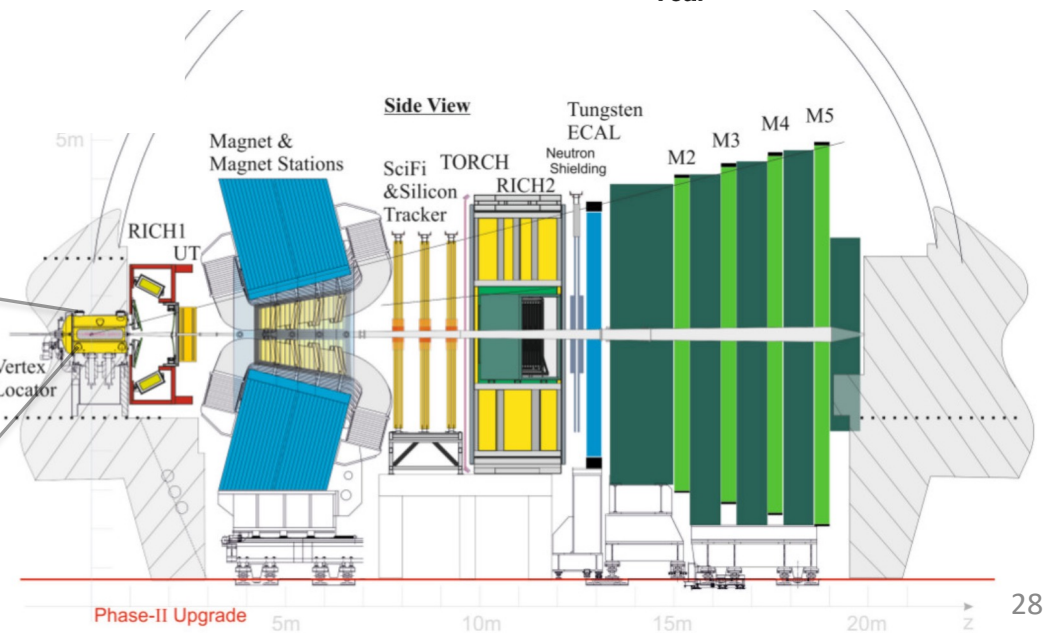 Side View
5m
Magnet &
Magnet Stations
SciFi
&Silicon
Tracker
TORCH
RICH2
Tungsten
ECAL
Neutron
Shielding
M2
M3
M4
M5
RICH1
UT
Vertex
Locator
Phase-II Upgrade
5m
10m
15m
20m
z
28